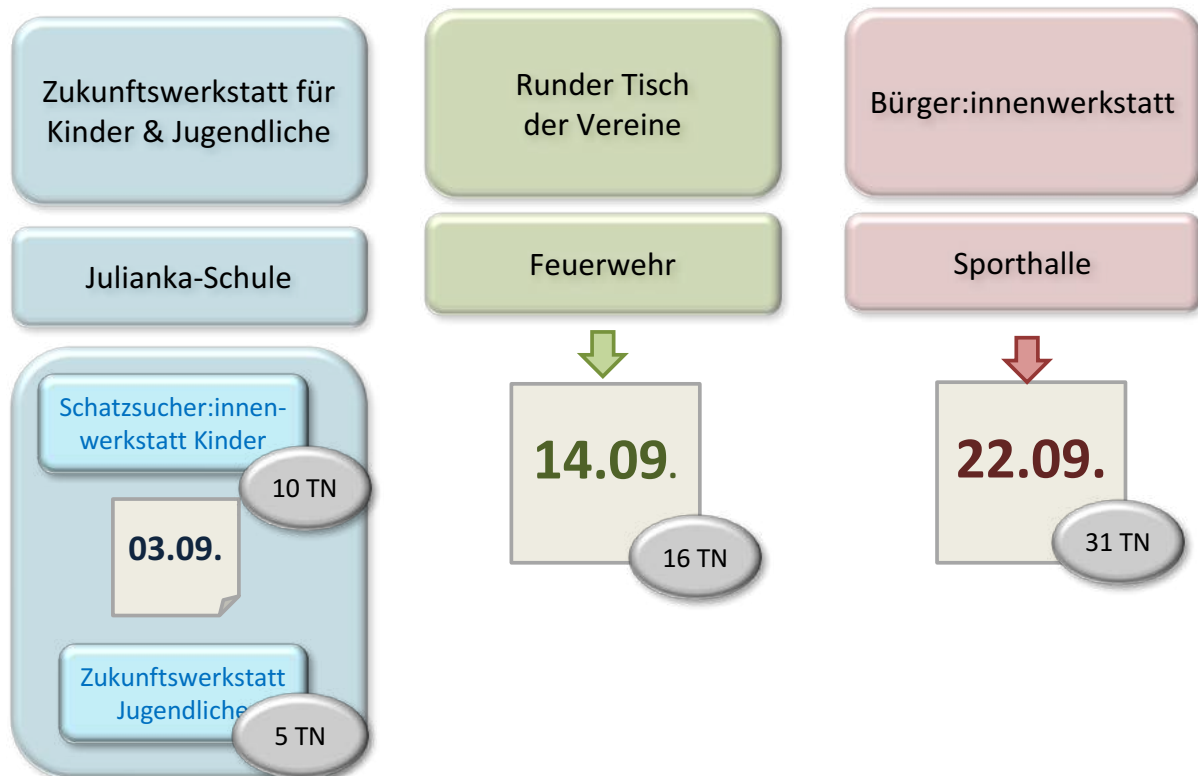 Zukunftswerkstatt für
Kinder & Jugendliche
Julianka-Schule
Schatzsucher:innen-
werkstatt Kinder
10 TN
03.09.
Zukunftswerkstatt
Jugendliche
5 TN
Runder Tisch
der Vereine
Feuerwehr
14.09.
16 TN
Bürger:innenwerkstatt
Sporthalle
22.09.
31 TN